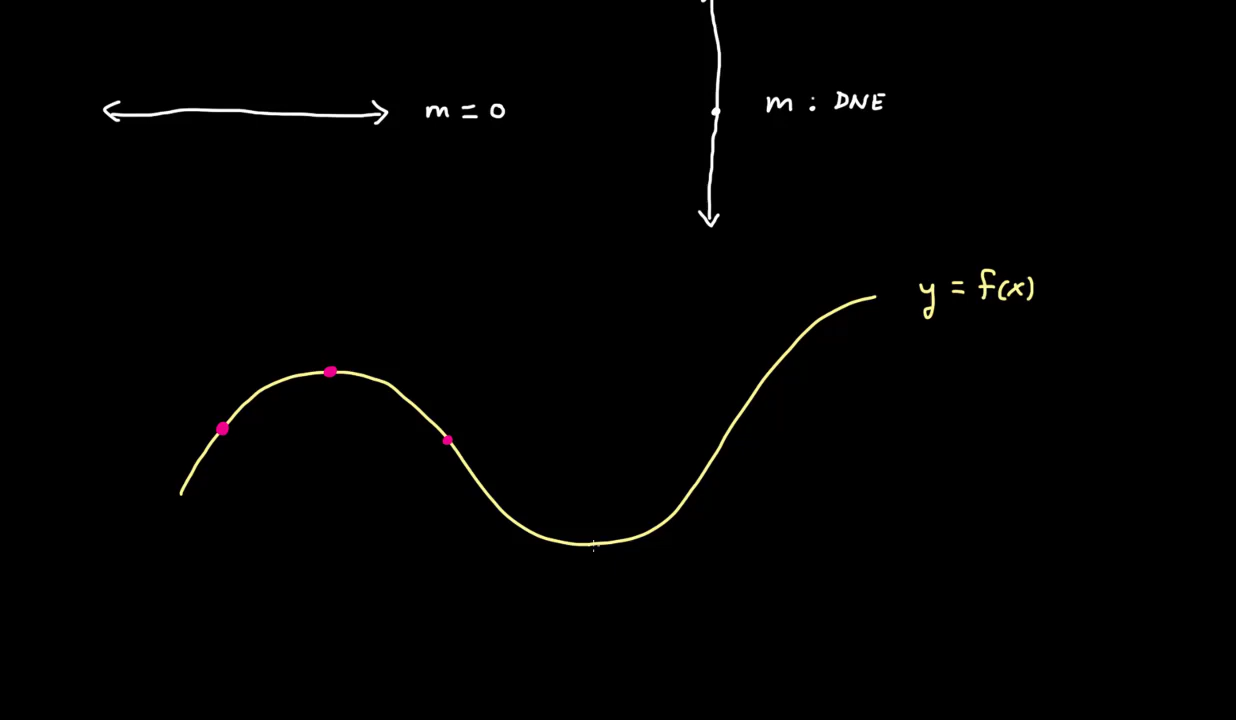 m = 0
m : DNE
y = f(x)